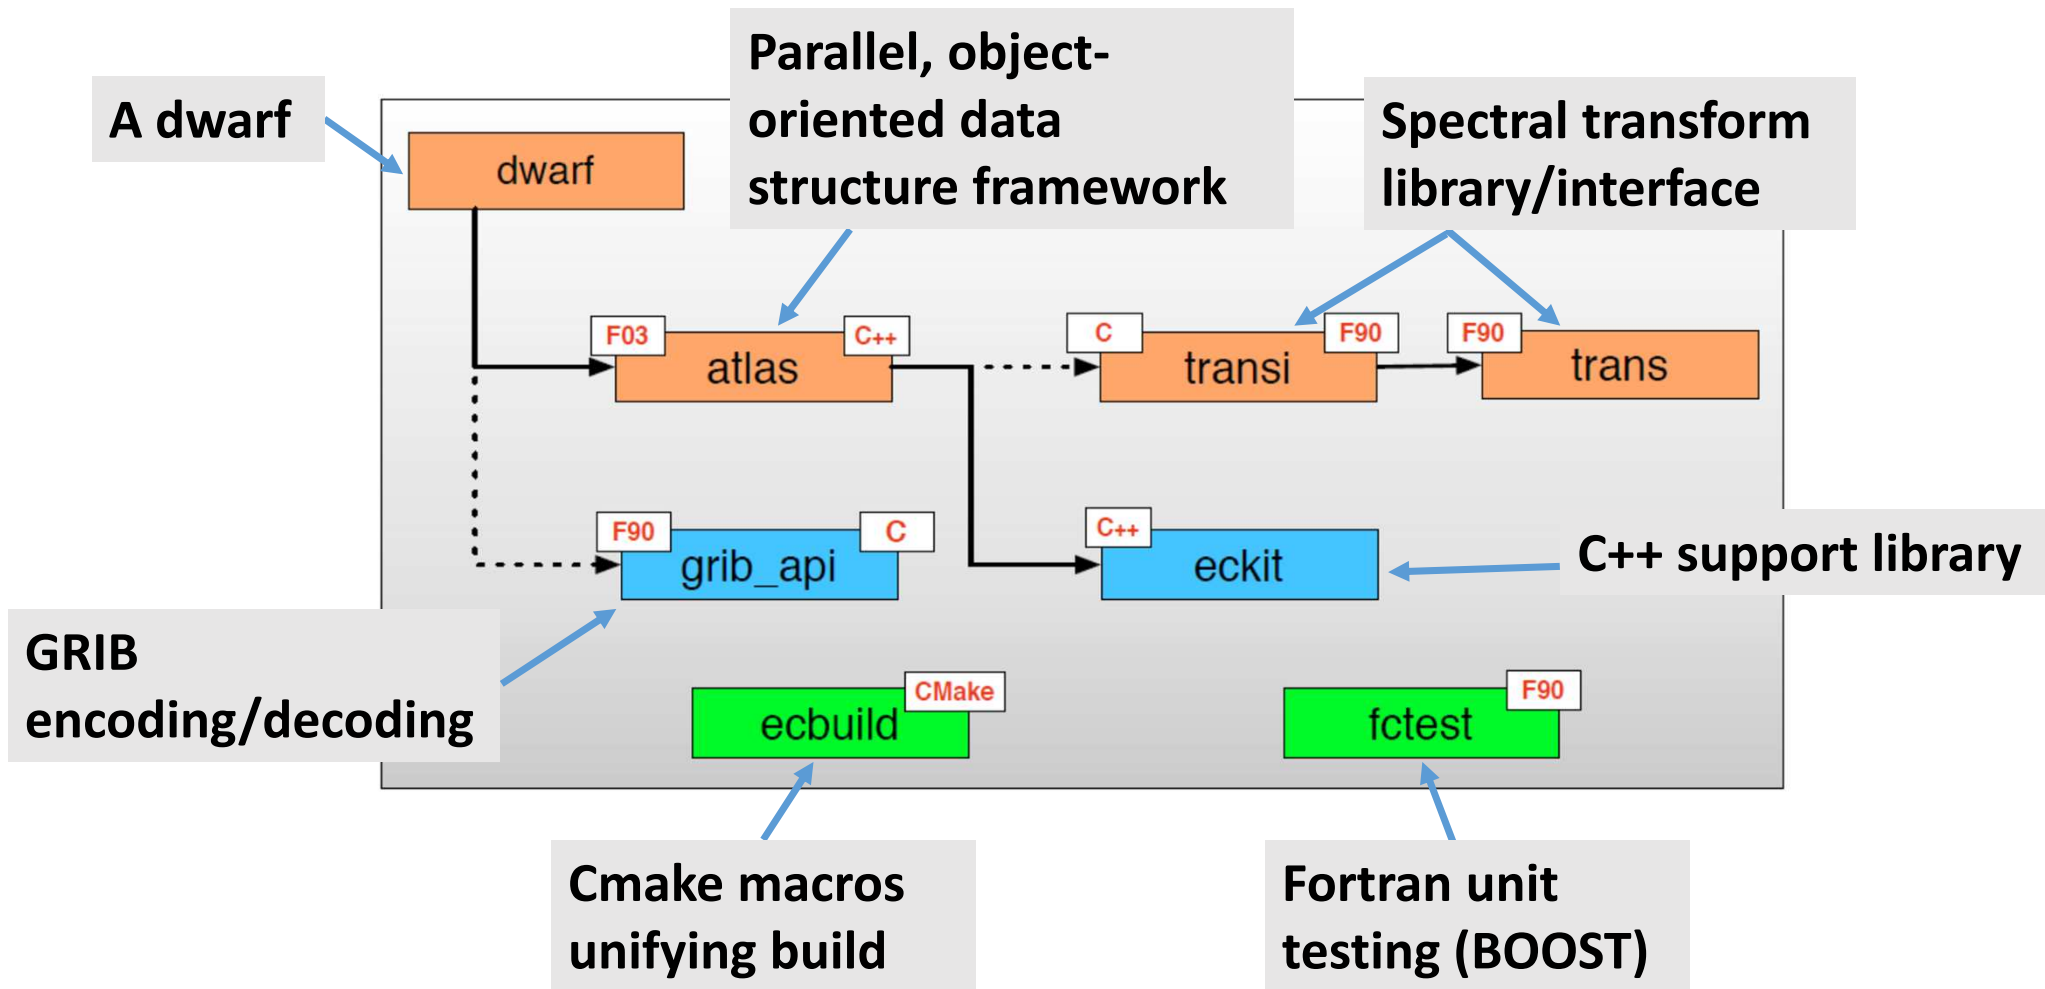 Parallel, object-
oriented data
structure framework
A dwarf
Spectral transform
library/interface
dwarf
F03
C++
atlas
C
F90
transi
F90
trans
F90
C
grib_api
C++
eckit
C++ support library
GRIB
encoding/decoding
CMake
ecbuild
F90
fctest
Cmake macros
unifying build
Fortran unit
testing (BOOST)